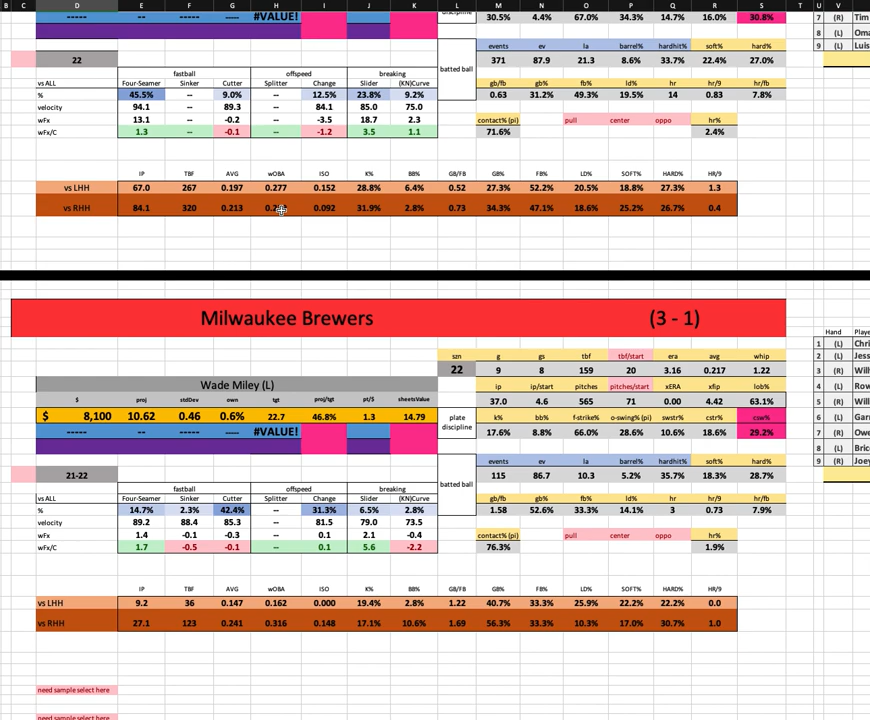 B C D E F G H I J K L M N O P Q R S T U V
----- -- -- ---- #VALUE! discipline 30.5% 4.4% 67.0% 34.3% 14.7% 16.0% 30.8% 7 (R) Tim
8 (L) Oma
events ev la barrel% hardhit% soft% hard% 9 (L) Luis
22 371 87.9 21.3 8.6% 33.7% 22.4% 27.0%
fastball offspeed breaking batted ball
vs ALL Four-Seamer Sinker Cutter Splitter Change Slider (KN)Curve gb/fb gb% fb% ld% hr hr/9 hr/fb
% 45.5% -- 9.0% -- 12.5% 23.8% 9.2% 0.63 31.2% 49.3% 19.5% 14 0.83 7.8%
velocity 94.1 -- 89.3 -- 84.1 85.0 75.0
wFx 13.1 -- -0.2 -- -3.5 18.7 2.3 contact% (pi) pull center oppo hr%
wFx/C 1.3 -- -0.1 -- -1.2 3.5 1.1 71.6% 2.4%
IP TBF AVG wOBA ISO K% BB% GB/FB GB% FB% LD% SOFT% HARD% HR/9
vs LHH 67.0 267 0.197 0.277 0.152 28.8% 6.4% 0.52 27.3% 52.2% 20.5% 18.8% 27.3% 1.3
vs RHH 84.1 320 0.213 0.092 31.9% 2.8% 0.73 34.3% 47.1% 18.6% 25.2% 26.7% 0.4
Milwaukee Brewers (3 - 1)
Hand Playe
1 (L) Chri
szn g gs tbf tbf/start era avg whip 2 (L) Jess
22 9 8 159 20 3.16 0.217 1.22 3 (R) Will
Wade Miley (L) ip ip/start pitches pitches/start xERA xfip lob% 4 (L) Row
$ proj stdDev own tgt proj/tgt pt/$ sheetsValue 37.0 4.6 565 71 0.00 4.42 63.1% 5 (R) Will
$ 8,100 10.62 0.46 0.6% 22.7 46.8% 1.3 14.79 plate discipline k% bb% f-strike% o-swing% (pi) swstr% cstr% csw% 6 (L) Garr
----- -- -- ---- #VALUE! 17.6% 8.8% 66.0% 28.6% 10.6% 18.6% 29.2% 7 (R) Owe
8 (L) Bric
events ev la barrel% hardhit% soft% hard% 9 (R) Joey
21-22 115 86.7 10.3 5.2% 35.7% 18.3% 28.7%
fastball offspeed breaking batted ball
vs ALL Four-Seamer Sinker Cutter Splitter Change Slider (KN)Curve gb/fb gb% fb% ld% hr hr/9 hr/fb
% 14.7% 2.3% 42.4% -- 31.3% 6.5% 2.8% 1.58 52.6% 33.3% 14.1% 3 0.73 7.9%
velocity 89.2 88.4 85.3 -- 81.5 79.0 73.5
wFx 1.4 -0.1 -0.3 -- 0.1 2.1 -0.4 contact% (pi) pull center oppo hr%
wFx/C 1.7 -0.5 -0.1 -- 0.1 5.6 -2.2 76.3% 1.9%
IP TBF AVG wOBA ISO K% BB% GB/FB GB% FB% LD% SOFT% HARD% HR/9
vs LHH 9.2 36 0.147 0.162 0.000 19.4% 2.8% 1.22 40.7% 33.3% 25.9% 22.2% 22.2% 0.0
vs RHH 27.1 123 0.241 0.316 0.148 17.1% 10.6% 1.69 56.3% 33.3% 10.3% 17.0% 30.7% 1.0
need sample select here
need sample select here